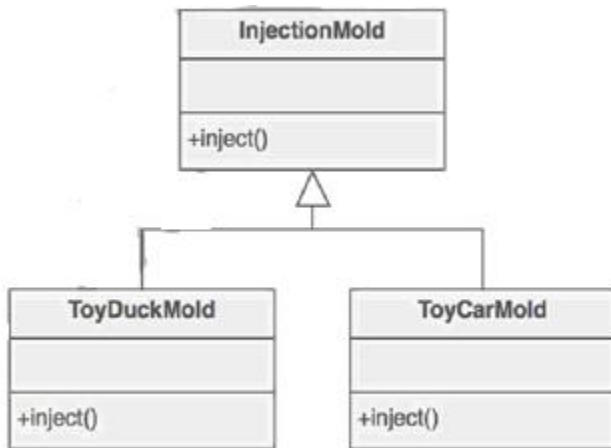 InjectionMold
+inject()
ToyDuckMold
+inject()
ToyCarMold
+inject()